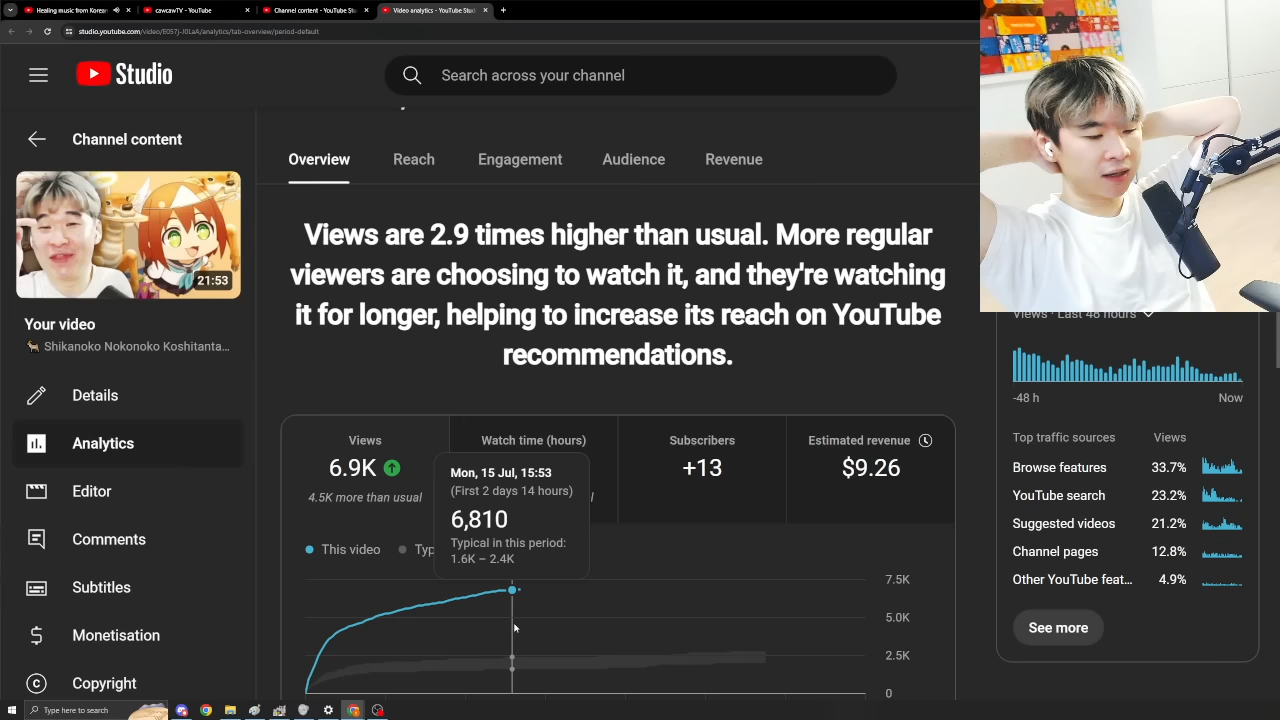 Healing music from Korean
cawcawTV - YouTube
Channel content - YouTube Stu
Video analytics - YouTube Stud
studio.youtube.com/video/E057j-I0LaA/analytics/tab-overview/period-default
Studio
Search across your channel
Channel content
21:53
Your video
Shikanoko Nokonoko Koshitanta...
Details
Analytics
Editor
Comments
Subtitles
Monetisation
Copyright
Overview
Reach
Engagement
Audience
Revenue
Views are 2.9 times higher than usual. More regular
viewers are choosing to watch it, and they're watching
it for longer, helping to increase its reach on YouTube
recommendations.
Views
6.9K
4.5K more than usual
Watch time (hours)
Subscribers
+13
Estimated revenue
$9.26
Mon, 15 Jul, 15:53
(First 2 days 14 hours)
6,810
Typical in this period:
1.6K – 2.4K
This video
Typ
7.5K
5.0K
2.5K
0
Views · Last 48 hours
-48 h
Now
Top traffic sources
Views
Browse features
33.7%
YouTube search
23.2%
Suggested videos
21.2%
Channel pages
12.8%
Other YouTube feat...
4.9%
See more
Type here to search